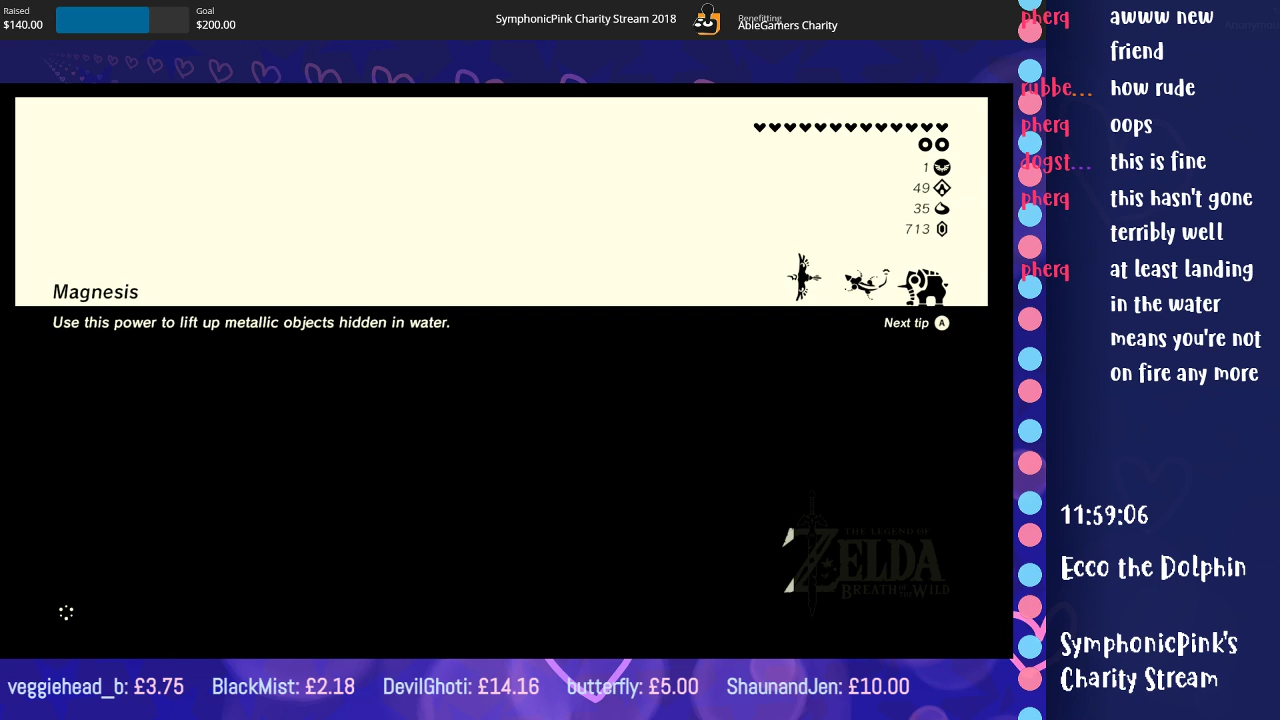 Raised
$140.00
Goal
$200.00
SymphonicPink Charity Stream 2018
Benefitting
AbleGamers Charity
1
49
35
713
Magnesis
Use this power to lift up metallic objects hidden in water.
Next tip A
THE LEGEND OF
ZELDA
BREATH OF THE WILD
pherq awww new
friend
rubbe... how rude
pherq oops
dogst... this is fine
pherq this hasn't gone
terribly well
pherq at least landing
in the water
means you're not
on fire any more
11:59:06
Ecco the Dolphin
SymphonicPink's
Charity Stream
veggiehead_b: £3.75 BlackMist: £2.18 DevilGhoti: £14.16 butterfly: £5.00 ShaunandJen: £10.00